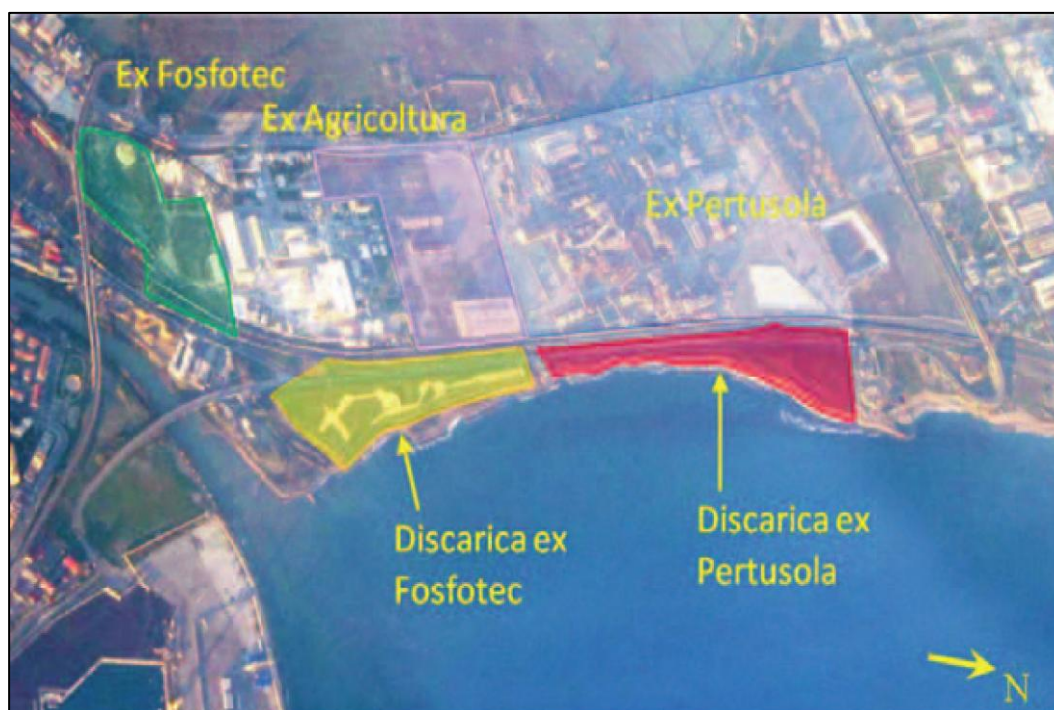 Ex Fosfotec
Ex Agricoltura
Ex Pertusola
Discarica ex
Fosfotec
Discarica ex
Pertusola
N